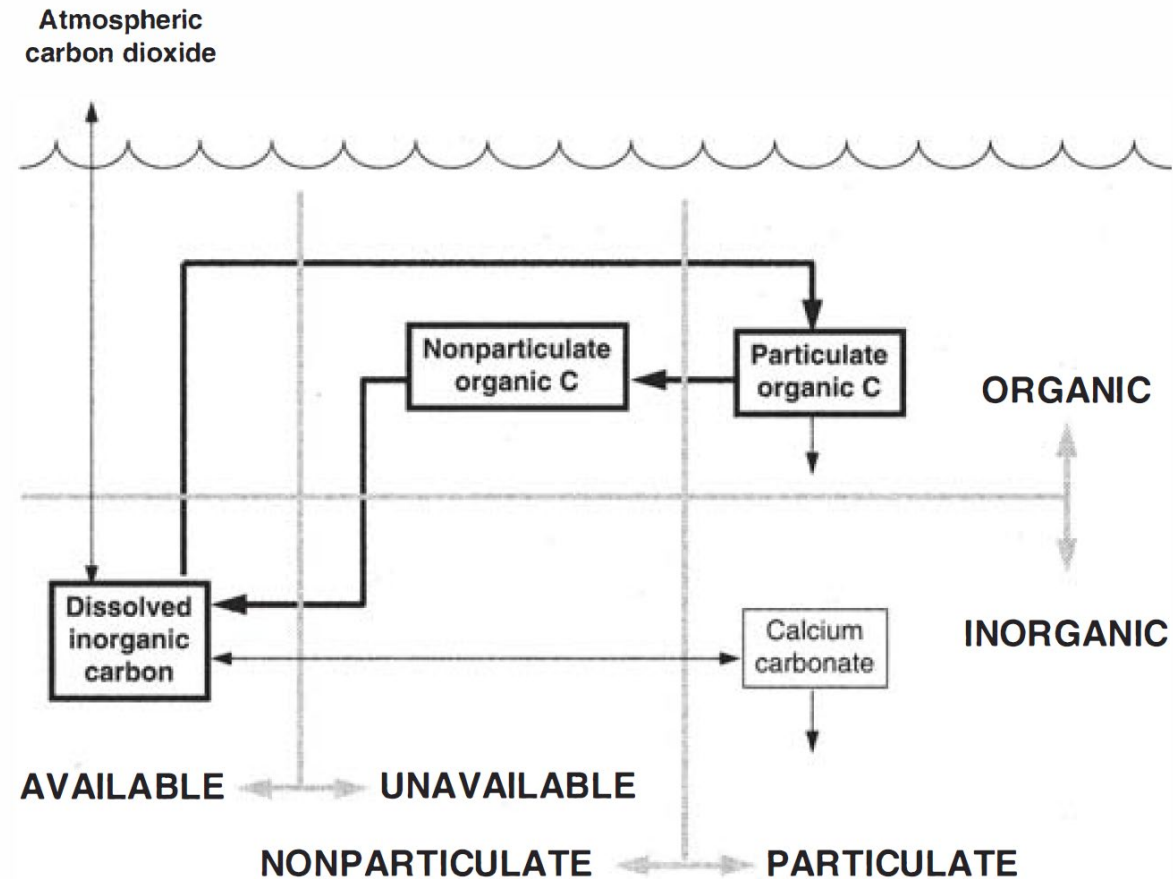 Atmospheric
carbon dioxide
Nonparticulate
organic C
Particulate
organic C
ORGANIC
Dissolved
inorganic
carbon
Calcium
carbonate
INORGANIC
AVAILABLE
UNAVAILABLE
NONPARTICULATE
PARTICULATE